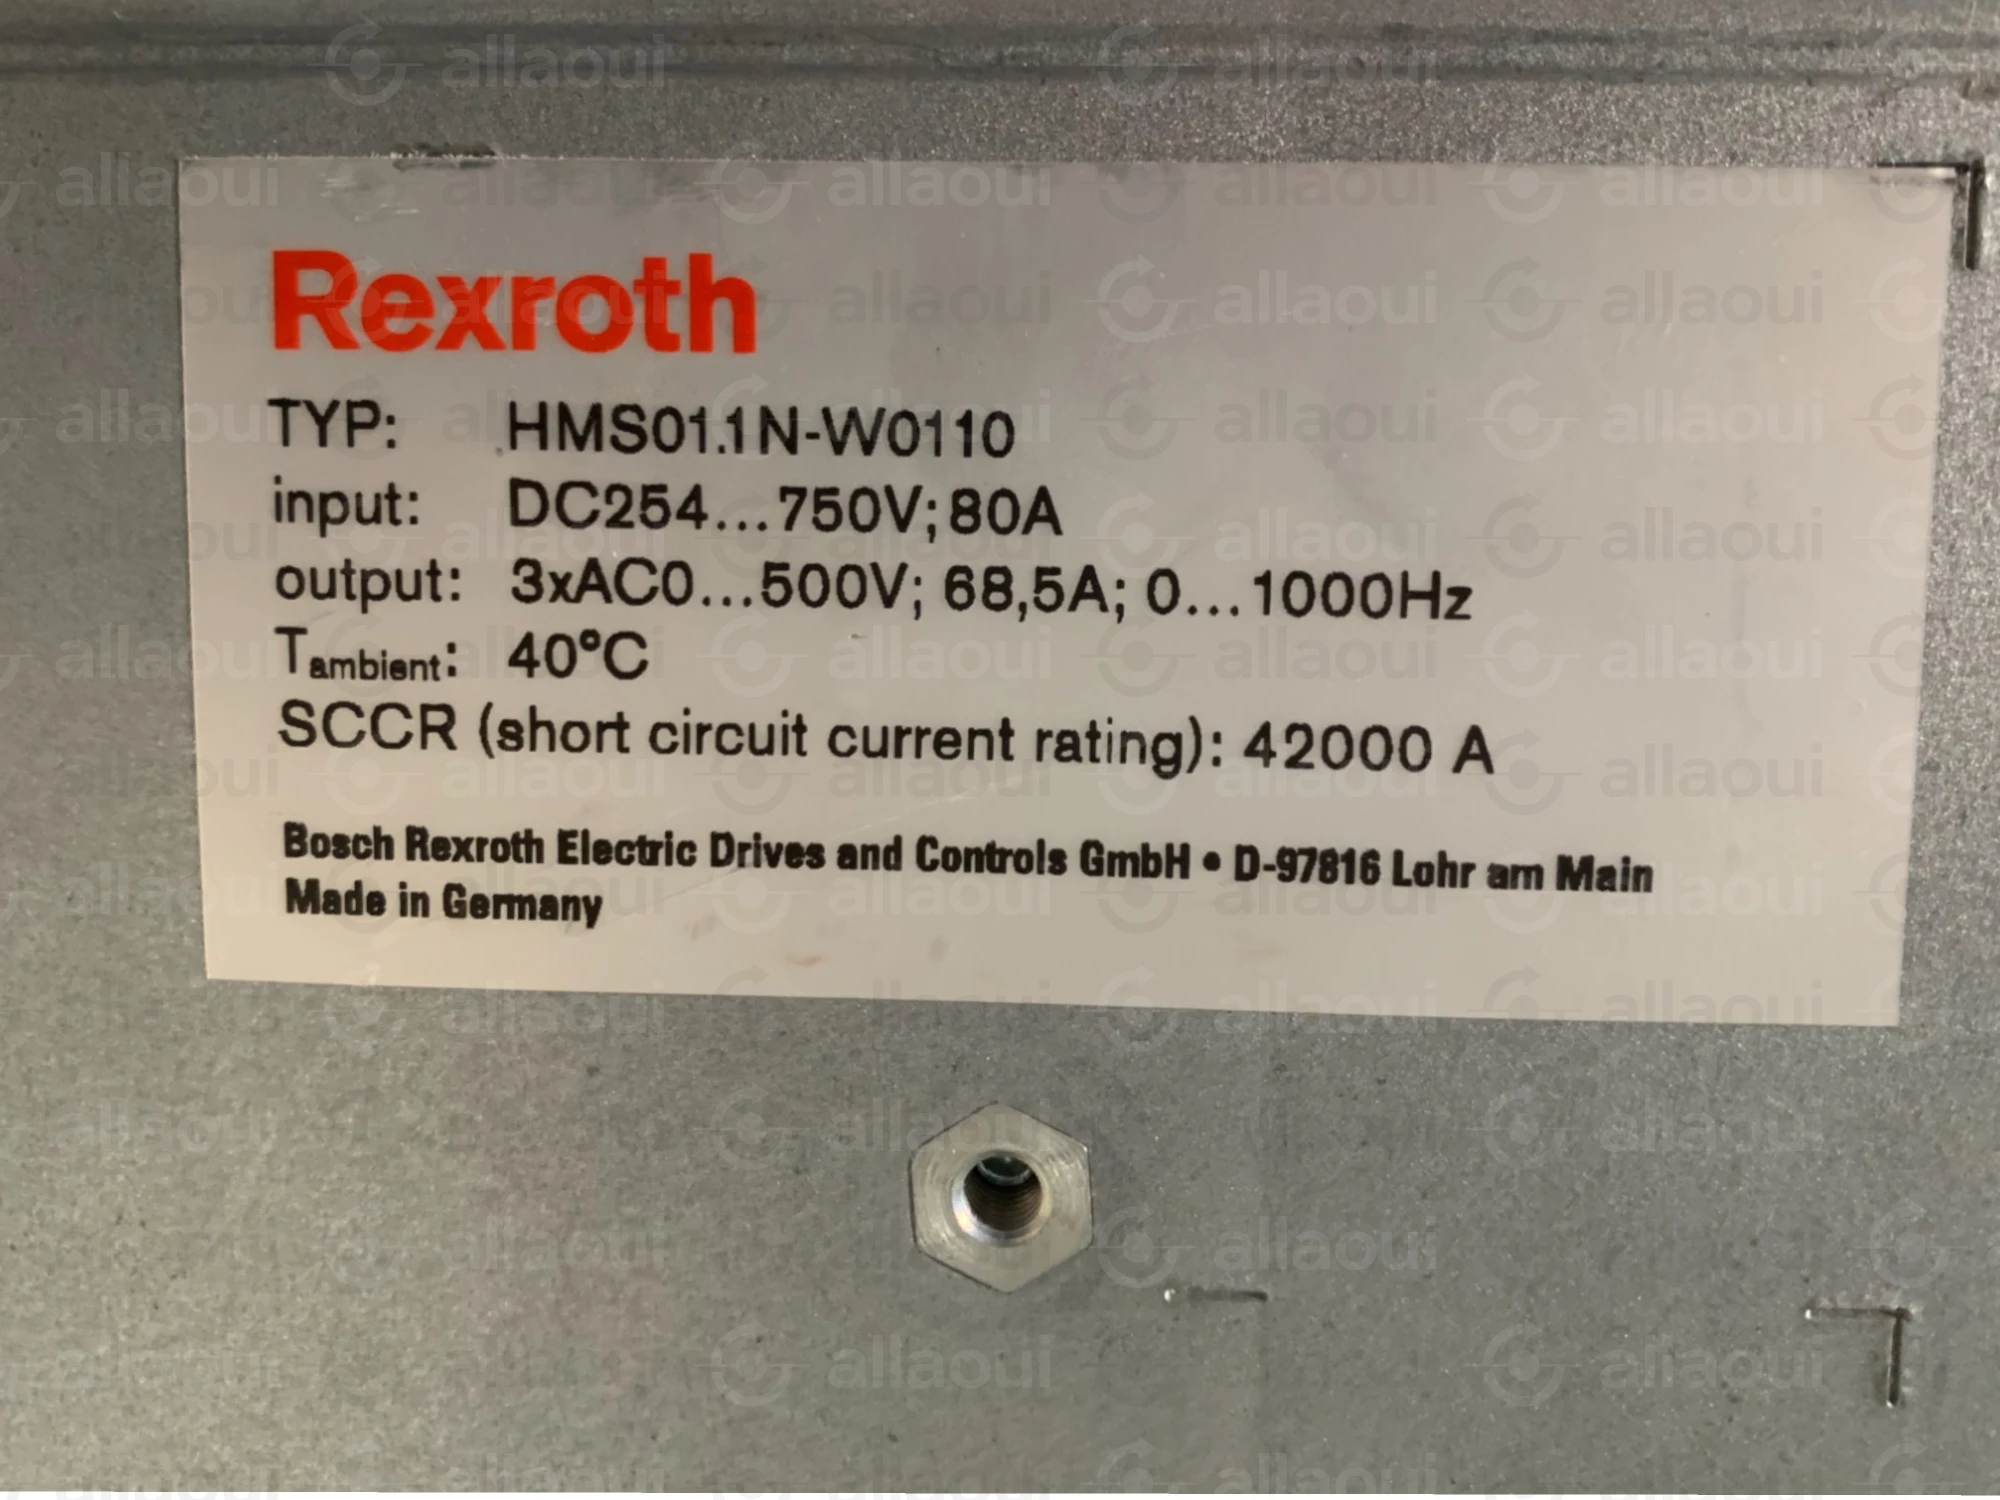 Rexroth
TYP: HMS01.1N-W0110
input: DC254...750V; 80A
output: 3xAC0...500V; 68,5A; 0...1000Hz
Tambient: 40°C
SCCR (short circuit current rating): 42000 A
Bosch Rexroth Electric Drives and Controls GmbH • D-97816 Lohr am Main
Made in Germany
allaoui